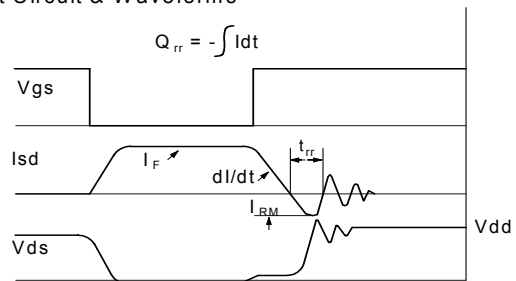 t Circuit & Waveforms
Q rr = - ∫ Idt
Vgs
Isd
I F
dI/dt
t rr
I RM
Vds
Vdd